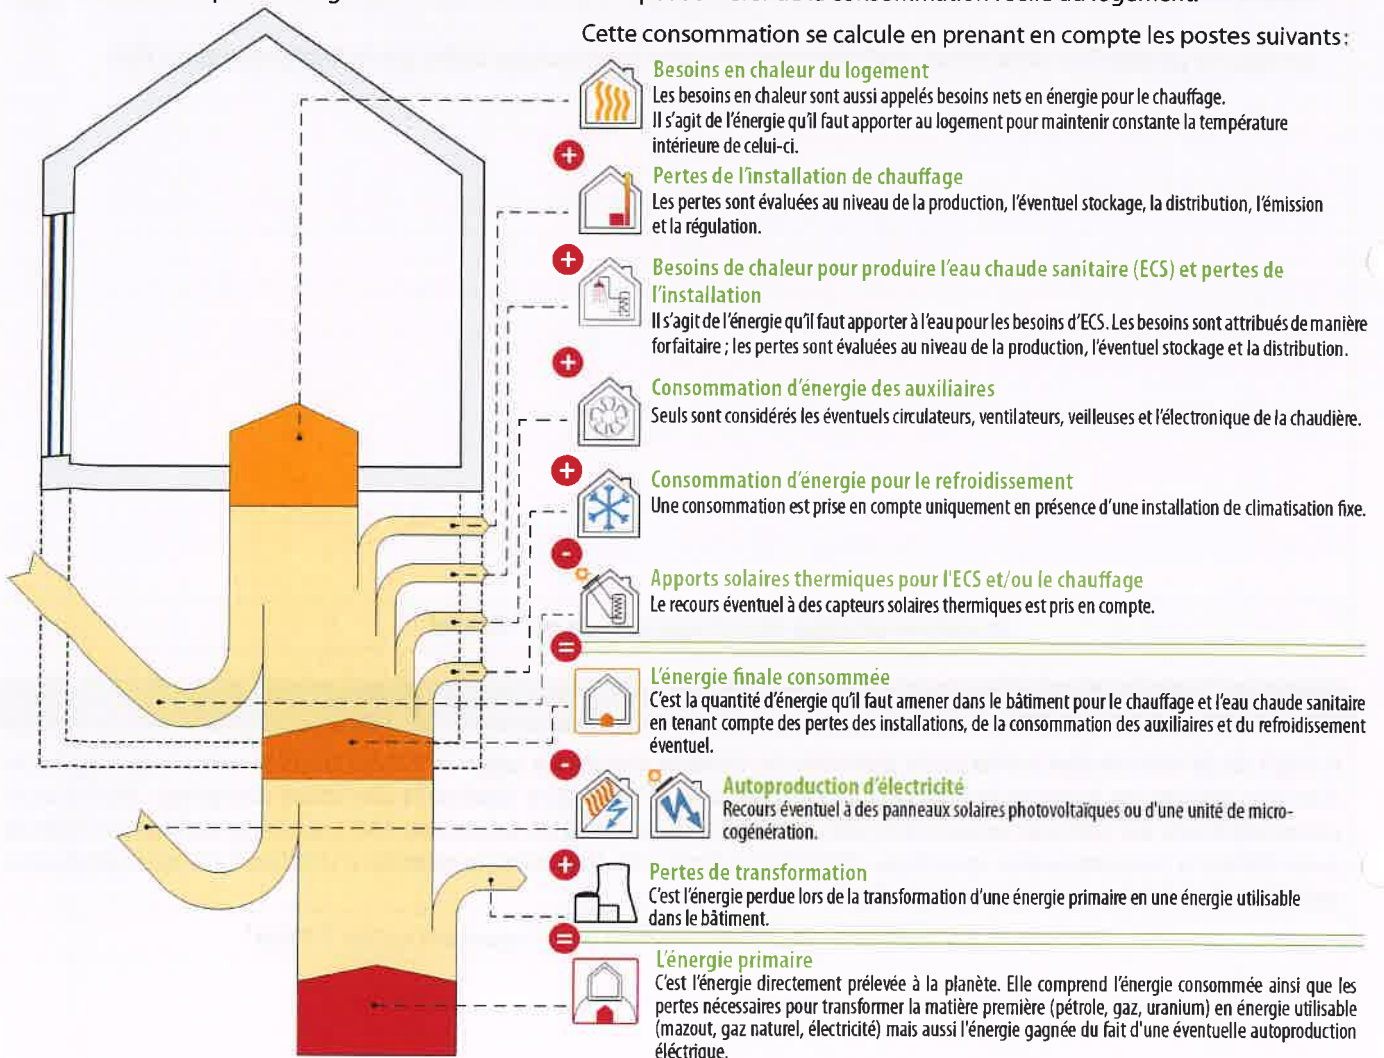 de la consommation réelle du logement.
Cette consommation se calcule en prenant en compte les postes suivants :
Besoins en chaleur du logement
Les besoins en chaleur sont aussi appelés besoins nets en énergie pour le chauffage.
Il s'agit de l'énergie qu'il faut apporter au logement pour maintenir constante la température
intérieure de celui-ci.
+
Pertes de l'installation de chauffage
Les pertes sont évaluées au niveau de la production, l'éventuel stockage, la distribution, l'émission
et la régulation.
+
Besoins de chaleur pour produire l'eau chaude sanitaire (ECS) et pertes de
l'installation
Il s'agit de l'énergie qu'il faut apporter à l'eau pour les besoins d'ECS. Les besoins sont attribués de manière
forfaitaire ; les pertes sont évaluées au niveau de la production, l'éventuel stockage et la distribution.
+
Consommation d'énergie des auxiliaires
Seuls sont considérés les éventuels circulateurs, ventilateurs, veilleuses et l'électronique de la chaudière.
+
Consommation d'énergie pour le refroidissement
Une consommation est prise en compte uniquement en présence d'une installation de climatisation fixe.
-
Apports solaires thermiques pour l'ECS et/ou le chauffage
Le recours éventuel à des capteurs solaires thermiques est pris en compte.
=
L'énergie finale consommée
C'est la quantité d'énergie qu'il faut amener dans le bâtiment pour le chauffage et l'eau chaude sanitaire
en tenant compte des pertes des installations, de la consommation des auxiliaires et du refroidissement
éventuel.
-
Autoproduction d'électricité
Recours éventuel à des panneaux solaires photovoltaïques ou d'une unité de micro-
cogénération.
+
Pertes de transformation
C'est l'énergie perdue lors de la transformation d'une énergie primaire en une énergie utilisable
dans le bâtiment.
=
L'énergie primaire
C'est l'énergie directement prélevée à la planète. Elle comprend l'énergie consommée ainsi que les
pertes nécessaires pour transformer la matière première (pétrole, gaz, uranium) en énergie utilisable
(mazout, gaz naturel, électricité) mais aussi l'énergie gagnée du fait d'une éventuelle autoproduction
éléctrique.